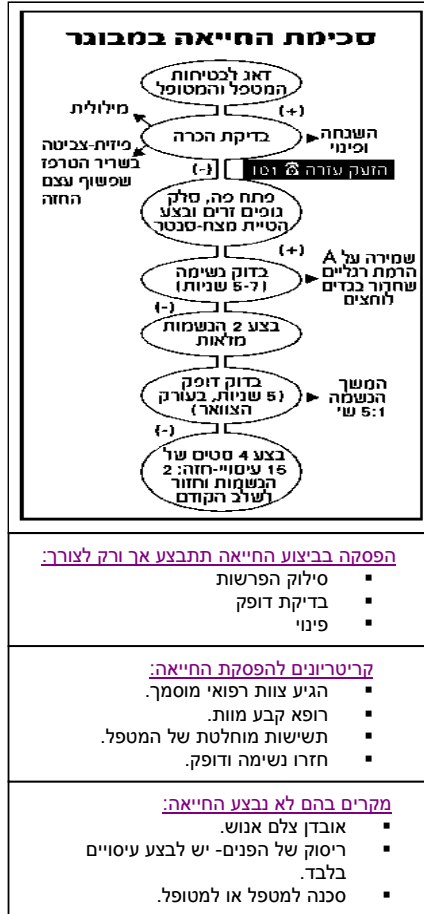 סכימת החייאה במבוגר
דאג לבטיחות
המטפל והמטופל
(+)
מילולית
בדיקת הכרה
השגחה
ופינוי
פיזית-צביטה
בשריר הטרפז
שפשוף עצם
החזה
(-)
הזעק עזרה ☎ 101
פתח פה, סלק
גופים זרים ובצע
הטיית מצח-סנטר
(+)
שמירה על A
הרמת רגליים
שחרור בגדים
לוחצים
בדוק נשימה
(5-7 שניות)
(-)
בצע 2 הנשמות
מלאות
בדוק דופק
(5 שניות, בעורק
הצוואר)
המשך
הנשמה
5:1 ש'
(-)
בצע 4 סטים של
15 עיסויי-חזה: 2
הנשמות וחזור
לשלב הקודם
הפסקה בביצוע החייאה תתבצע אך ורק לצורך:
▪ סילוק הפרשות
▪ בדיקת דופק
▪ פינוי
קריטריונים להפסקת החייאה:
▪ הגיע צוות רפואי מוסמך.
▪ רופא קבע מוות.
▪ תשישות מוחלטת של המטפל.
▪ חזרו נשימה ודופק.
מקרים בהם לא נבצע החייאה:
▪ אובדן צלם אנוש.
▪ ריסוק של הפנים- יש לבצע עיסויים
בלבד.
▪ סכנה למטפל או למטופל.